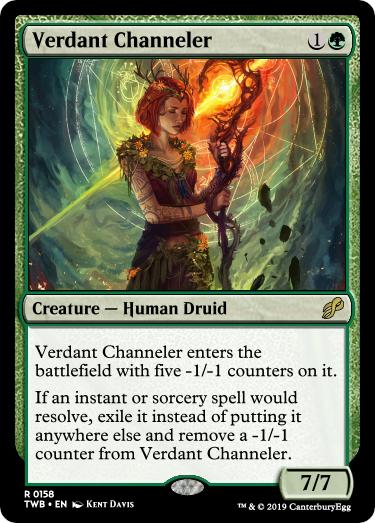 Verdant Channeler 1
Creature — Human Druid
Verdant Channeler enters the
battlefield with five -1/-1 counters on it.
If an instant or sorcery spell would
resolve, exile it instead of putting it
anywhere else and remove a -1/-1
counter from Verdant Channeler.
7/7
R 0158
TWB • EN Kent Davis
™ & © 2019 CanterburyEgg